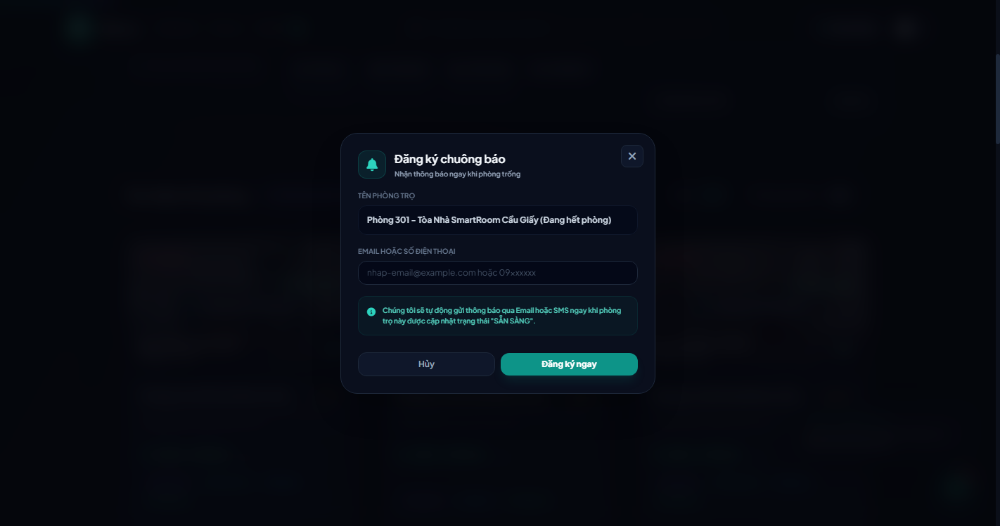 Đăng ký chuông báo
Nhận thông báo ngay khi phòng trống
TÊN PHÒNG TRỌ
Phòng 301 - Tòa Nhà SmartRoom Cầu Giấy (Đang hết phòng)
EMAIL HOẶC SỐ ĐIỆN THOẠI
nhap-email@example.com hoặc 09xxxxxx
Chúng tôi sẽ tự động gửi thông báo qua Email hoặc SMS ngay khi phòng
trọ này được cập nhật trạng thái "SẴN SÀNG".
Hủy
Đăng ký ngay